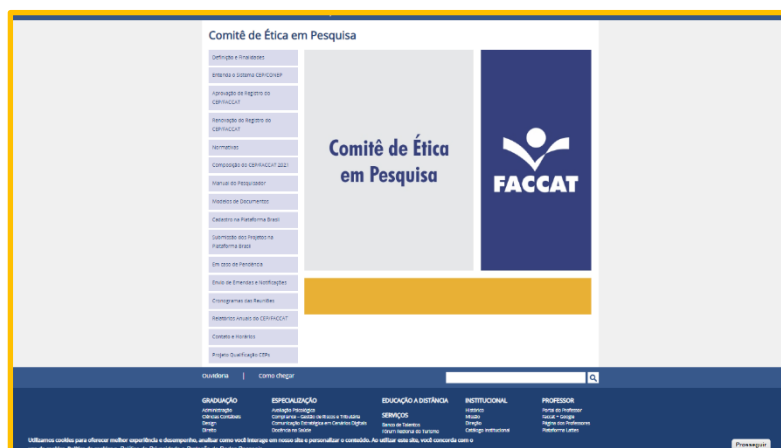 Comitê de Ética em Pesquisa
Definição e Finalidades
Entenda o Sistema CEP/CONEP
Aprovação do Registro do
CEP/FACCAT
Renovação do Registro do
CEP/FACCAT
Normativas
Composição do CEP/FACCAT 2021
Manual do Pesquisador
Modelos de Documentos
Cadastro na Plataforma Brasil
Submissão dos Projetos na
Plataforma Brasil
Em caso de Pendência
Envio de Emendas e Notificações
Cronogramas das Reuniões
Relatórios Anuais do CEP/FACCAT
Contato e Horários
Projeto Qualificação CEPs
Comitê de Ética
em Pesquisa
FACCAT
Ouvidoria | Como chegar
GRADUAÇÃO
Administração
Ciências Contábeis
Design
Direito
ESPECIALIZAÇÃO
Avaliação Psicológica
Compliance - Gestão de Riscos e Tributária
Comunicação Estratégica em Cenários Digitais
Docência na Saúde
EDUCAÇÃO A DISTÂNCIA
SERVIÇOS
Banco de Talentos
Fórum Nacional do Turismo
INSTITUCIONAL
Histórico
Missão
Direção
Catálogo Institucional
PROFESSOR
Portal do Professor
Faccat - Google
Página dos Professores
Plataforma Lattes
Utilizamos cookies para oferecer melhor experiência e desempenho, analisar como você interage em nosso site e personalizar o conteúdo. Ao utilizar este site, você concorda com o
Prosseguir